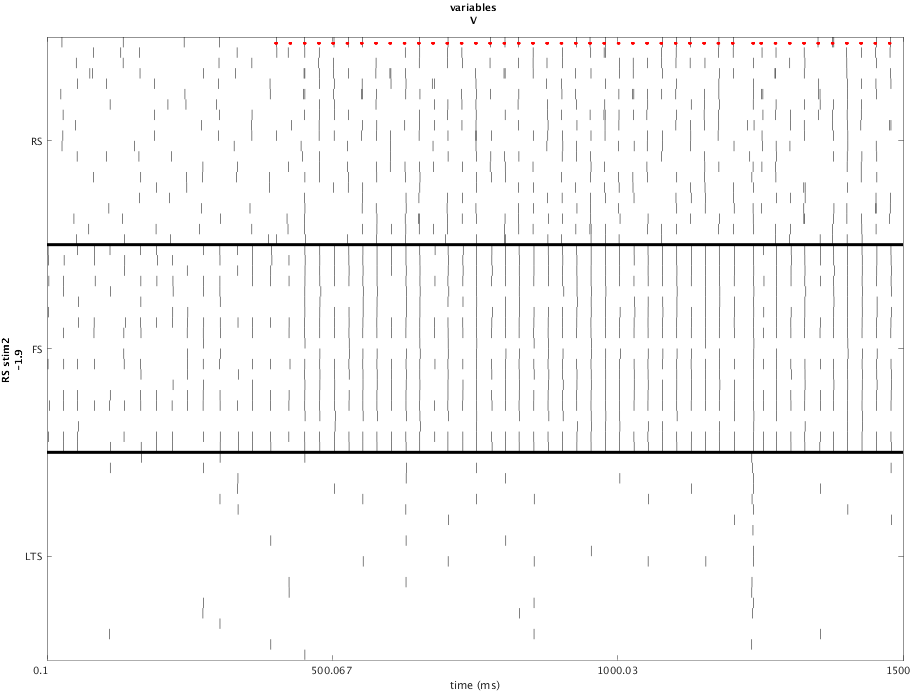 variables
V
RS
FS
LTS
RS stim2
-1.9
0.1
500.067
1000.03
1500
time (ms)